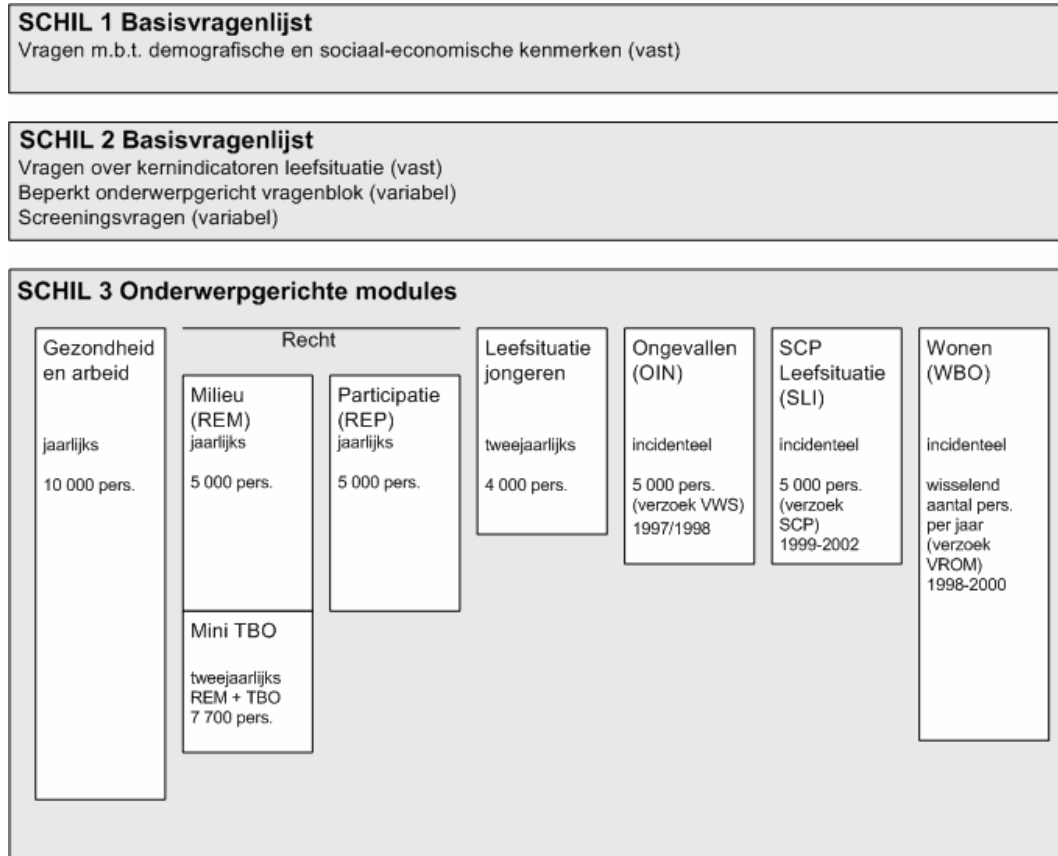 SCHIL 1 Basisvragenlijst
Vragen m.b.t. demografische en sociaal-economische kenmerken (vast)
SCHIL 2 Basisvragenlijst
Vragen over kernindicatoren leefsituatie (vast)
Beperkt onderwerpgericht vragenblok (variabel)
Screeningsvragen (variabel)
SCHIL 3 Onderwerpgerichte modules
Gezondheid
en arbeid
jaarlijks
10 000 pers.
Recht
Milieu
(REM)
jaarlijks
5 000 pers.
Mini TBO
tweejaarlijks
REM + TBO
7 700 pers.
Participatie
(REP)
jaarlijks
5 000 pers.
Leefsituatie
jongeren
tweejaarlijks
4 000 pers.
Ongevallen
(OIN)
incidenteel
5 000 pers.
(verzoek VWS)
1997/1998
SCP
Leefsituatie
(SLI)
incidenteel
5 000 pers.
(verzoek
SCP)
1999-2002
Wonen
(WBO)
incidenteel
wisselend
aantal pers.
per jaar
(verzoek
VROM)
1998-2000